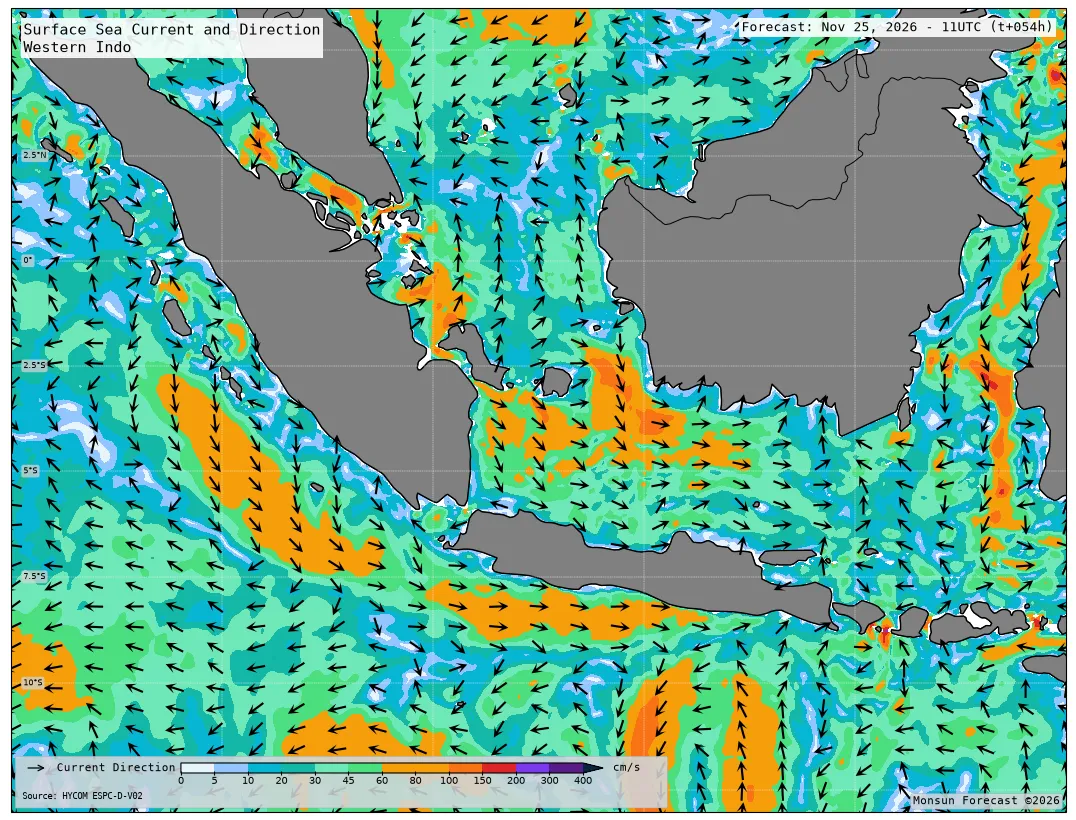 Surface Sea Current and Direction
Western Indo
Forecast: Nov 25, 2026 - 11UTC (t+054h)
2.5°N
0°
2.5°S
5°S
7.5°S
10°S
Current Direction
0 5 10 20 30 45 60 80 100 150 200 300 400 cm/s
Source: HYCOM ESPC-D-V02
Monsun Forecast ©2026